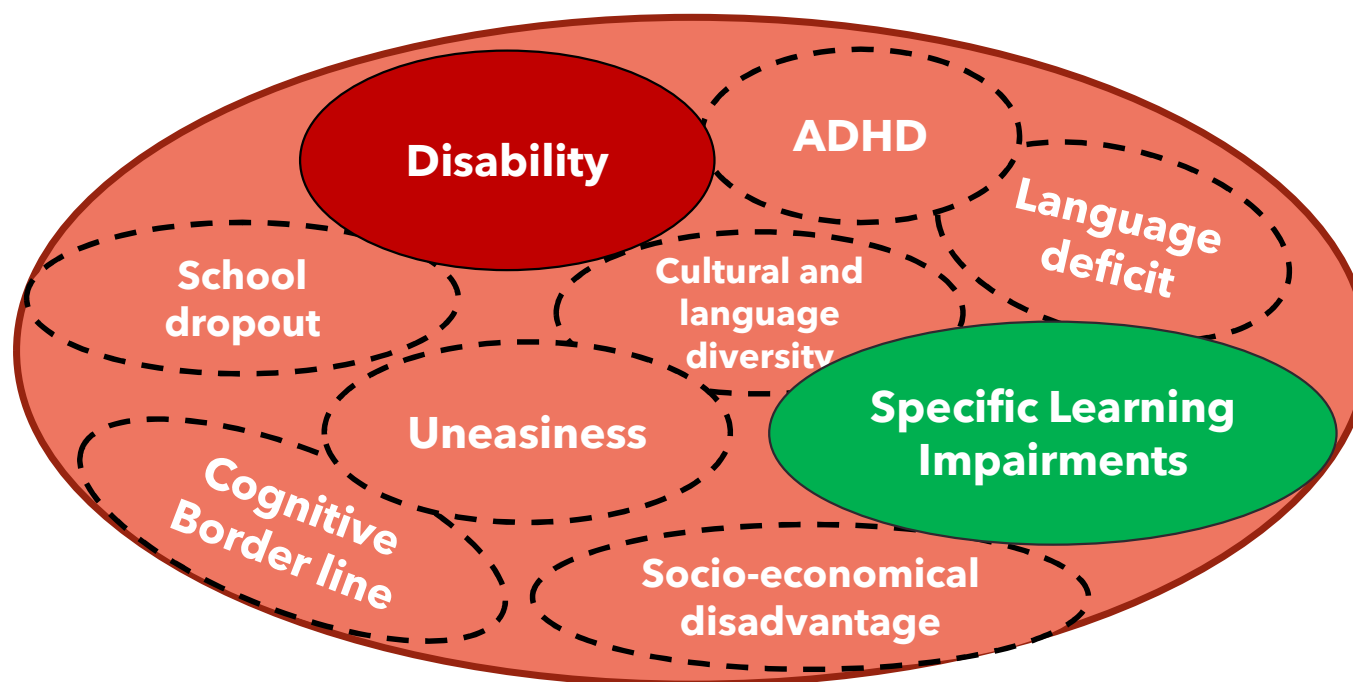 Disability
ADHD
Language
deficit
School
dropout
Cultural and
language
diversity
Uneasiness
Specific Learning
Impairments
Cognitive
Border line
Socio-economical
disadvantage